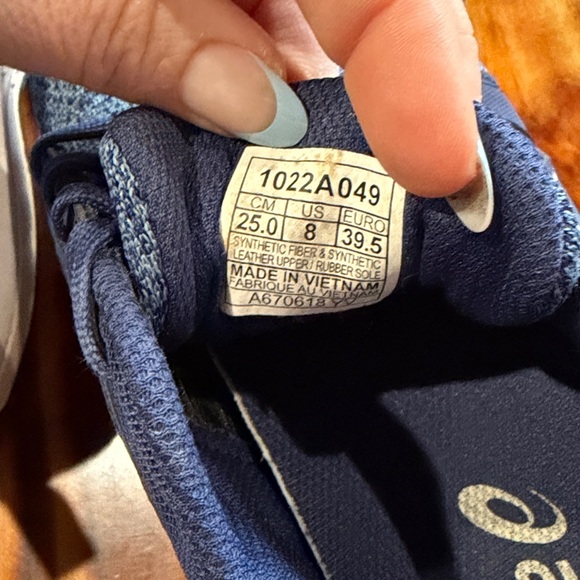 1022A049
CM US EURO
25.0 8 39.5
SYNTHETIC FIBER & SYNTHETIC
LEATHER UPPER / RUBBER SOLE
MADE IN VIETNAM
FABRIQUE AU VIETNAM
A670618